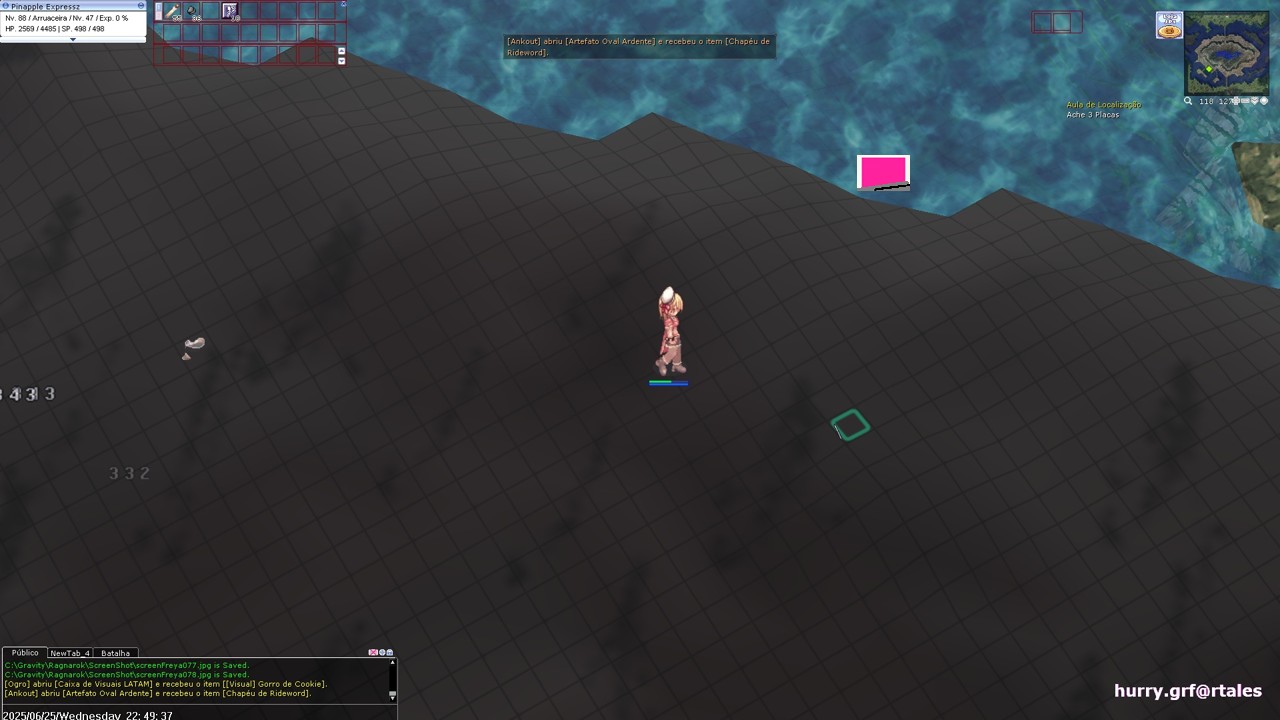 Pinapple Expressz
Nv. 88 / Arruaceira / Nv. 47 / Exp. 0 %
HP. 2569 / 4485 | SP. 498 / 498
[Ankout] abriu [Artefato Oval Ardente] e recebeu o item [Chapéu de
Rideword].
118
Aula de Localização
Ache 3 Placas
3 3 2
Público NewTab_4 Batalha
C:\Gravity\Ragnarok\ScreenShot\screenFreya077.jpg is Saved.
C:\Gravity\Ragnarok\ScreenShot\screenFreya078.jpg is Saved.
[Ogro] abriu [Caixa de Visuais LATAM] e recebeu o item [[Visual] Gorro de Cookie].
[Ankout] abriu [Artefato Oval Ardente] e recebeu o item [Chapéu de Rideword].
2025/06/25/Wednesday 22:49:37
hurry.grf@rtales